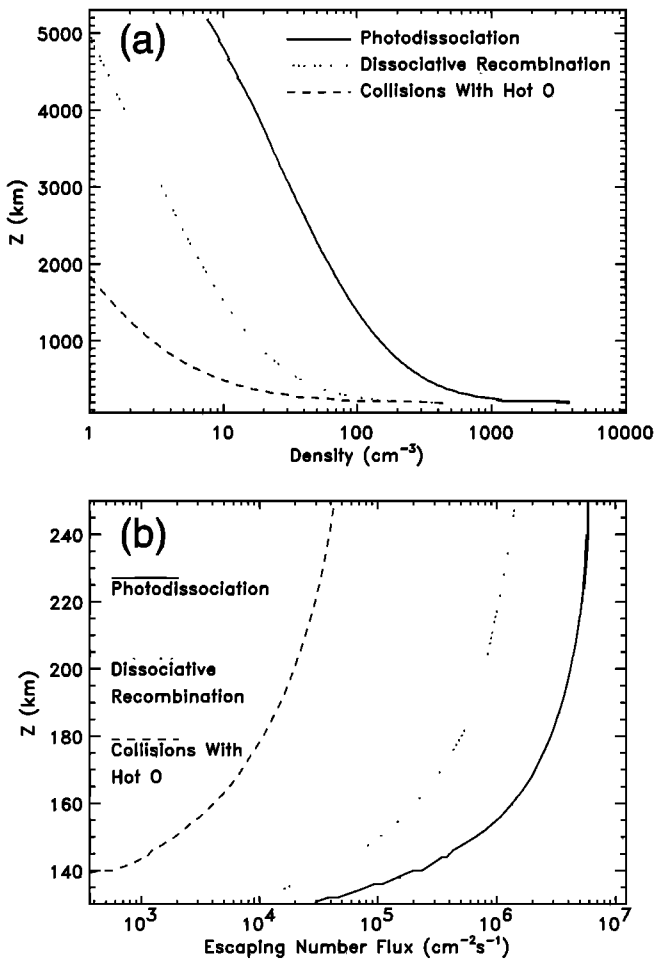 (a)
Photodissociation
Dissociative Recombination
Collisions With Hot O
5000
4000
3000
2000
1000
Z (km)
1
10
100
1000
10000
Density (cm⁻³)
(b)
Photodissociation
Dissociative
Recombination
Collisions With
Hot O
240
220
200
180
160
140
Z (km)
10³
10⁴
10⁵
10⁶
10⁷
Escaping Number Flux (cm⁻²s⁻¹)